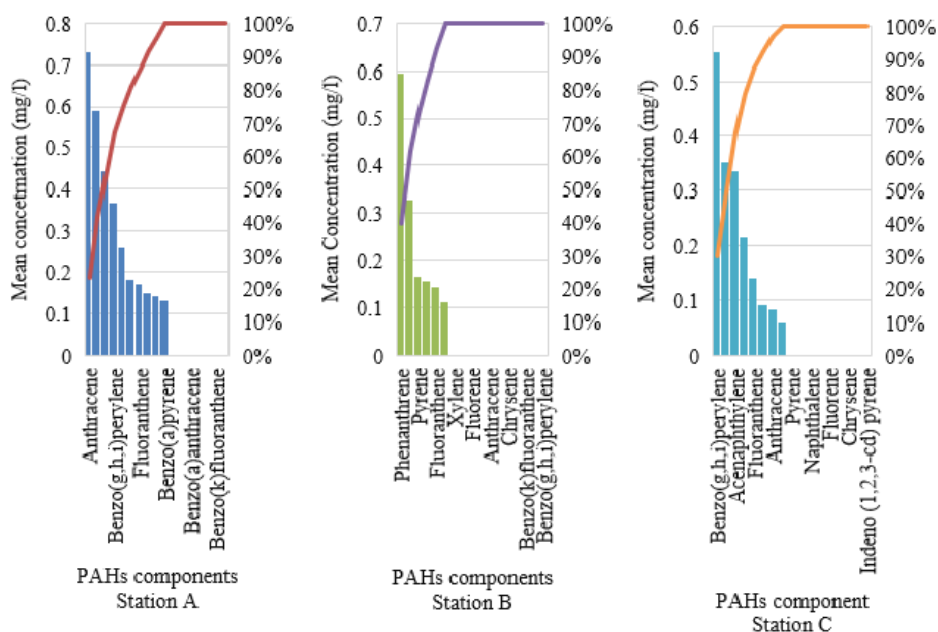 Mean concetmation (mg/l)
0.8
0.7
0.6
0.5
0.4
0.3
0.2
0.1
0
100%
90%
80%
70%
60%
50%
40%
30%
20%
10%
0%
Anthracene
Benzo(g,h,i)perylene
Fluoranthene
Benzo(a)pyrene
Benzo(a)anthracene
Benzo(k)fluoranthene
PAHs components
Station A
Mean Concentration (mg/l)
0.7
0.6
0.5
0.4
0.3
0.2
0.1
0
100%
90%
80%
70%
60%
50%
40%
30%
20%
10%
0%
Phenanthrene
Pyrene
Fluoranthene
Xylene
Fluorene
Anthracene
Chrysene
Benzo(k)fluoranthene
Benzo(g,h,i)perylene
PAHs components
Station B
Mean concentration (mg/l)
0.6
0.5
0.4
0.3
0.2
0.1
0
100%
90%
80%
70%
60%
50%
40%
30%
20%
10%
0%
Benzo(g,h,i)perylene
Acenaphthylene
Fluoranthene
Anthracene
Pyrene
Naphthalene
Fluorene
Chrysene
Indeno (1,2,3-cd) pyrene
PAHs component
Station C